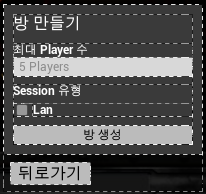 방 만들기
최대 Player 수
5 Players
Session 유형
Lan
방 생성
뒤로가기